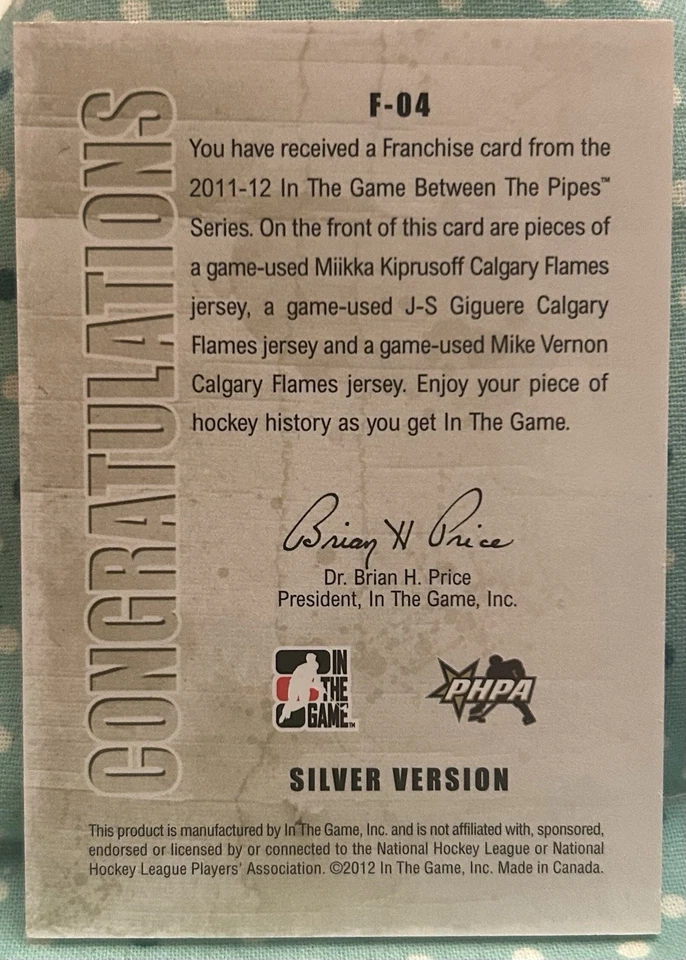 CONGRATULATIONS
F-04
You have received a Franchise card from the
2011-12 In The Game Between The Pipes™
Series. On the front of this card are pieces of
a game-used Miikka Kiprusoff Calgary Flames
jersey, a game-used J-S Giguere Calgary
Flames jersey and a game-used Mike Vernon
Calgary Flames jersey. Enjoy your piece of
hockey history as you get In The Game.
Brian H Price
Dr. Brian H. Price
President, In The Game, Inc.
IN
THE
GAME™
PHPA
SILVER VERSION
This product is manufactured by In The Game, Inc. and is not affiliated with, sponsored,
endorsed or licensed by or connected to the National Hockey League or National
Hockey League Players' Association. ©2012 In The Game, Inc. Made in Canada.